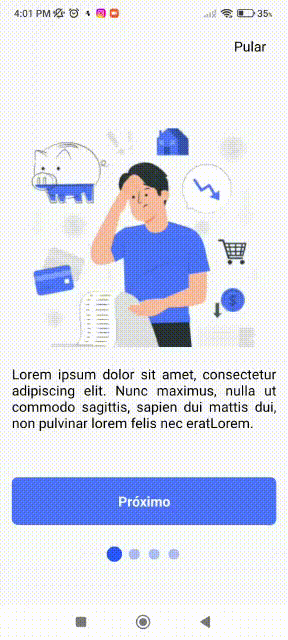 4:01 PM
35%
Pular
Lorem ipsum dolor sit amet, consectetur
adipiscing elit. Nunc maximus, nulla ut
commodo sagittis, sapien dui mattis dui,
non pulvinar lorem felis nec eratLorem.
Próximo